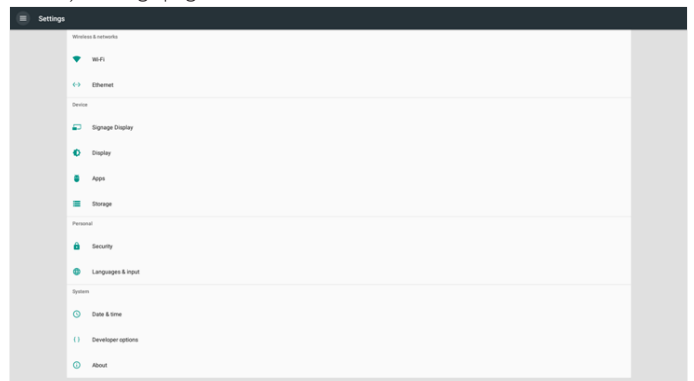 Settings
Wireless & networks
Wi-Fi
Ethernet
Device
Signage Display
Display
Apps
Storage
Personal
Security
Languages & input
System
Date & time
Developer options
About